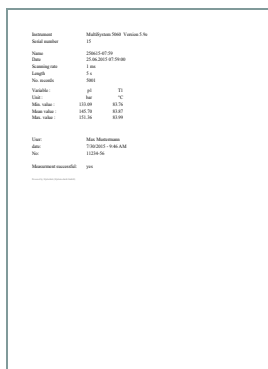 Instrument MultiSystem 5060 Version 5.9e
Serial number 15
Name 250615-07:59
Date 25.06.2015 07:59:00
Scanning rate 1 ms
Length 5 s
No. records 5001
Variable : p1 T1
Unit : bar °C
Min. value : 133.09 83.76
Mean value : 145.70 83.87
Max. value : 151.36 83.99
User: Max Mustermann
date: 7/30/2015 - 9:46 AM
No: 11234-56
Measurement successful: yes